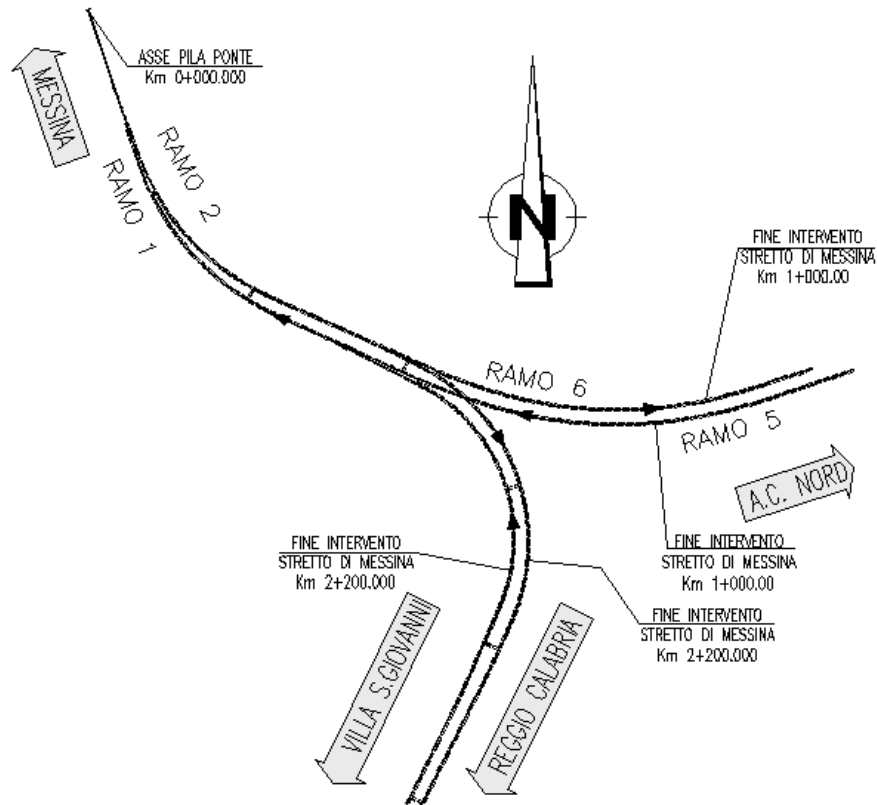 ASSE PILA PONTE
Km 0+000.000
MESSINA
RAMO 2
RAMO 1
N
FINE INTERVENTO
STRETTO DI MESSINA
Km 1+000.00
RAMO 6
RAMO 5
A.C. NORD
FINE INTERVENTO
STRETTO DI MESSINA
Km 2+200.000
FINE INTERVENTO
STRETTO DI MESSINA
Km 1+000.00
FINE INTERVENTO
STRETTO DI MESSINA
Km 2+200.000
VILLA S.GIOVANNI
REGGIO CALABRIA